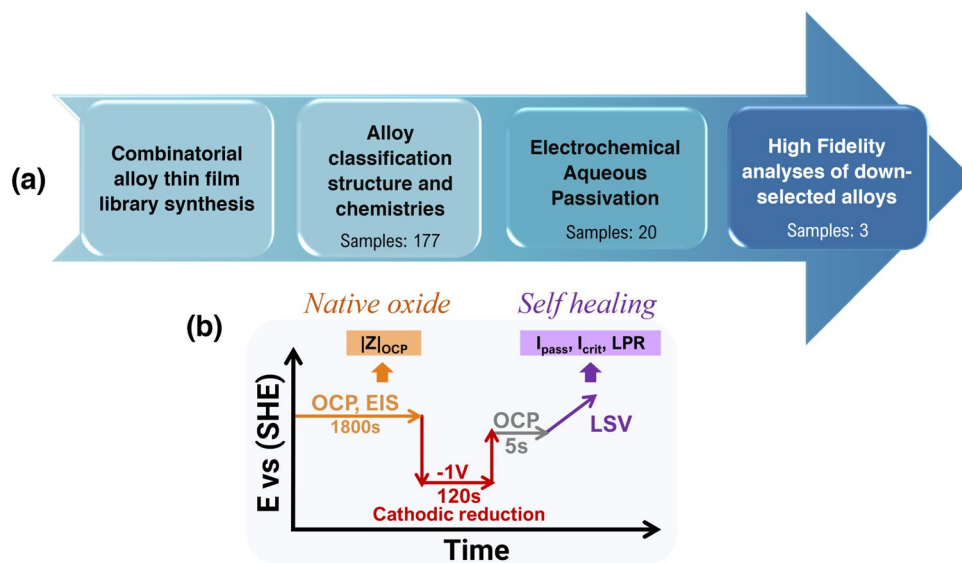 (a)
Combinatorial
alloy thin film
library synthesis
Alloy
classification
structure and
chemistries
Samples: 177
Electrochemical
Aqueous
Passivation
Samples: 20
High Fidelity
analyses of down-
selected alloys
Samples: 3
(b)
Native oxide
Self healing
|Z|OCP
Ipass, Icrit, LPR
OCP, EIS
1800s
OCP
5s
LSV
-1V
120s
Cathodic reduction
E vs (SHE)
Time